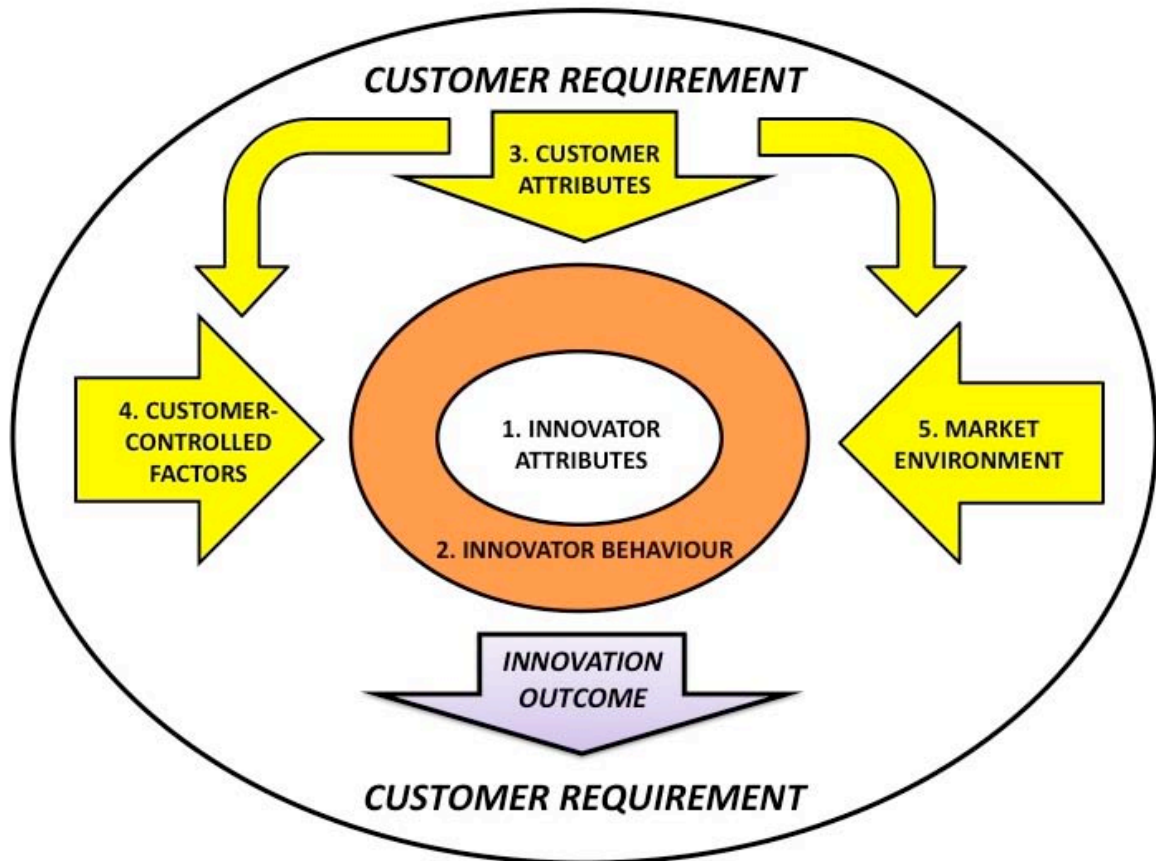 CUSTOMER REQUIREMENT
3. CUSTOMER
ATTRIBUTES
4. CUSTOMER-
CONTROLLED
FACTORS
1. INNOVATOR
ATTRIBUTES
5. MARKET
ENVIRONMENT
2. INNOVATOR BEHAVIOUR
INNOVATION
OUTCOME
CUSTOMER REQUIREMENT